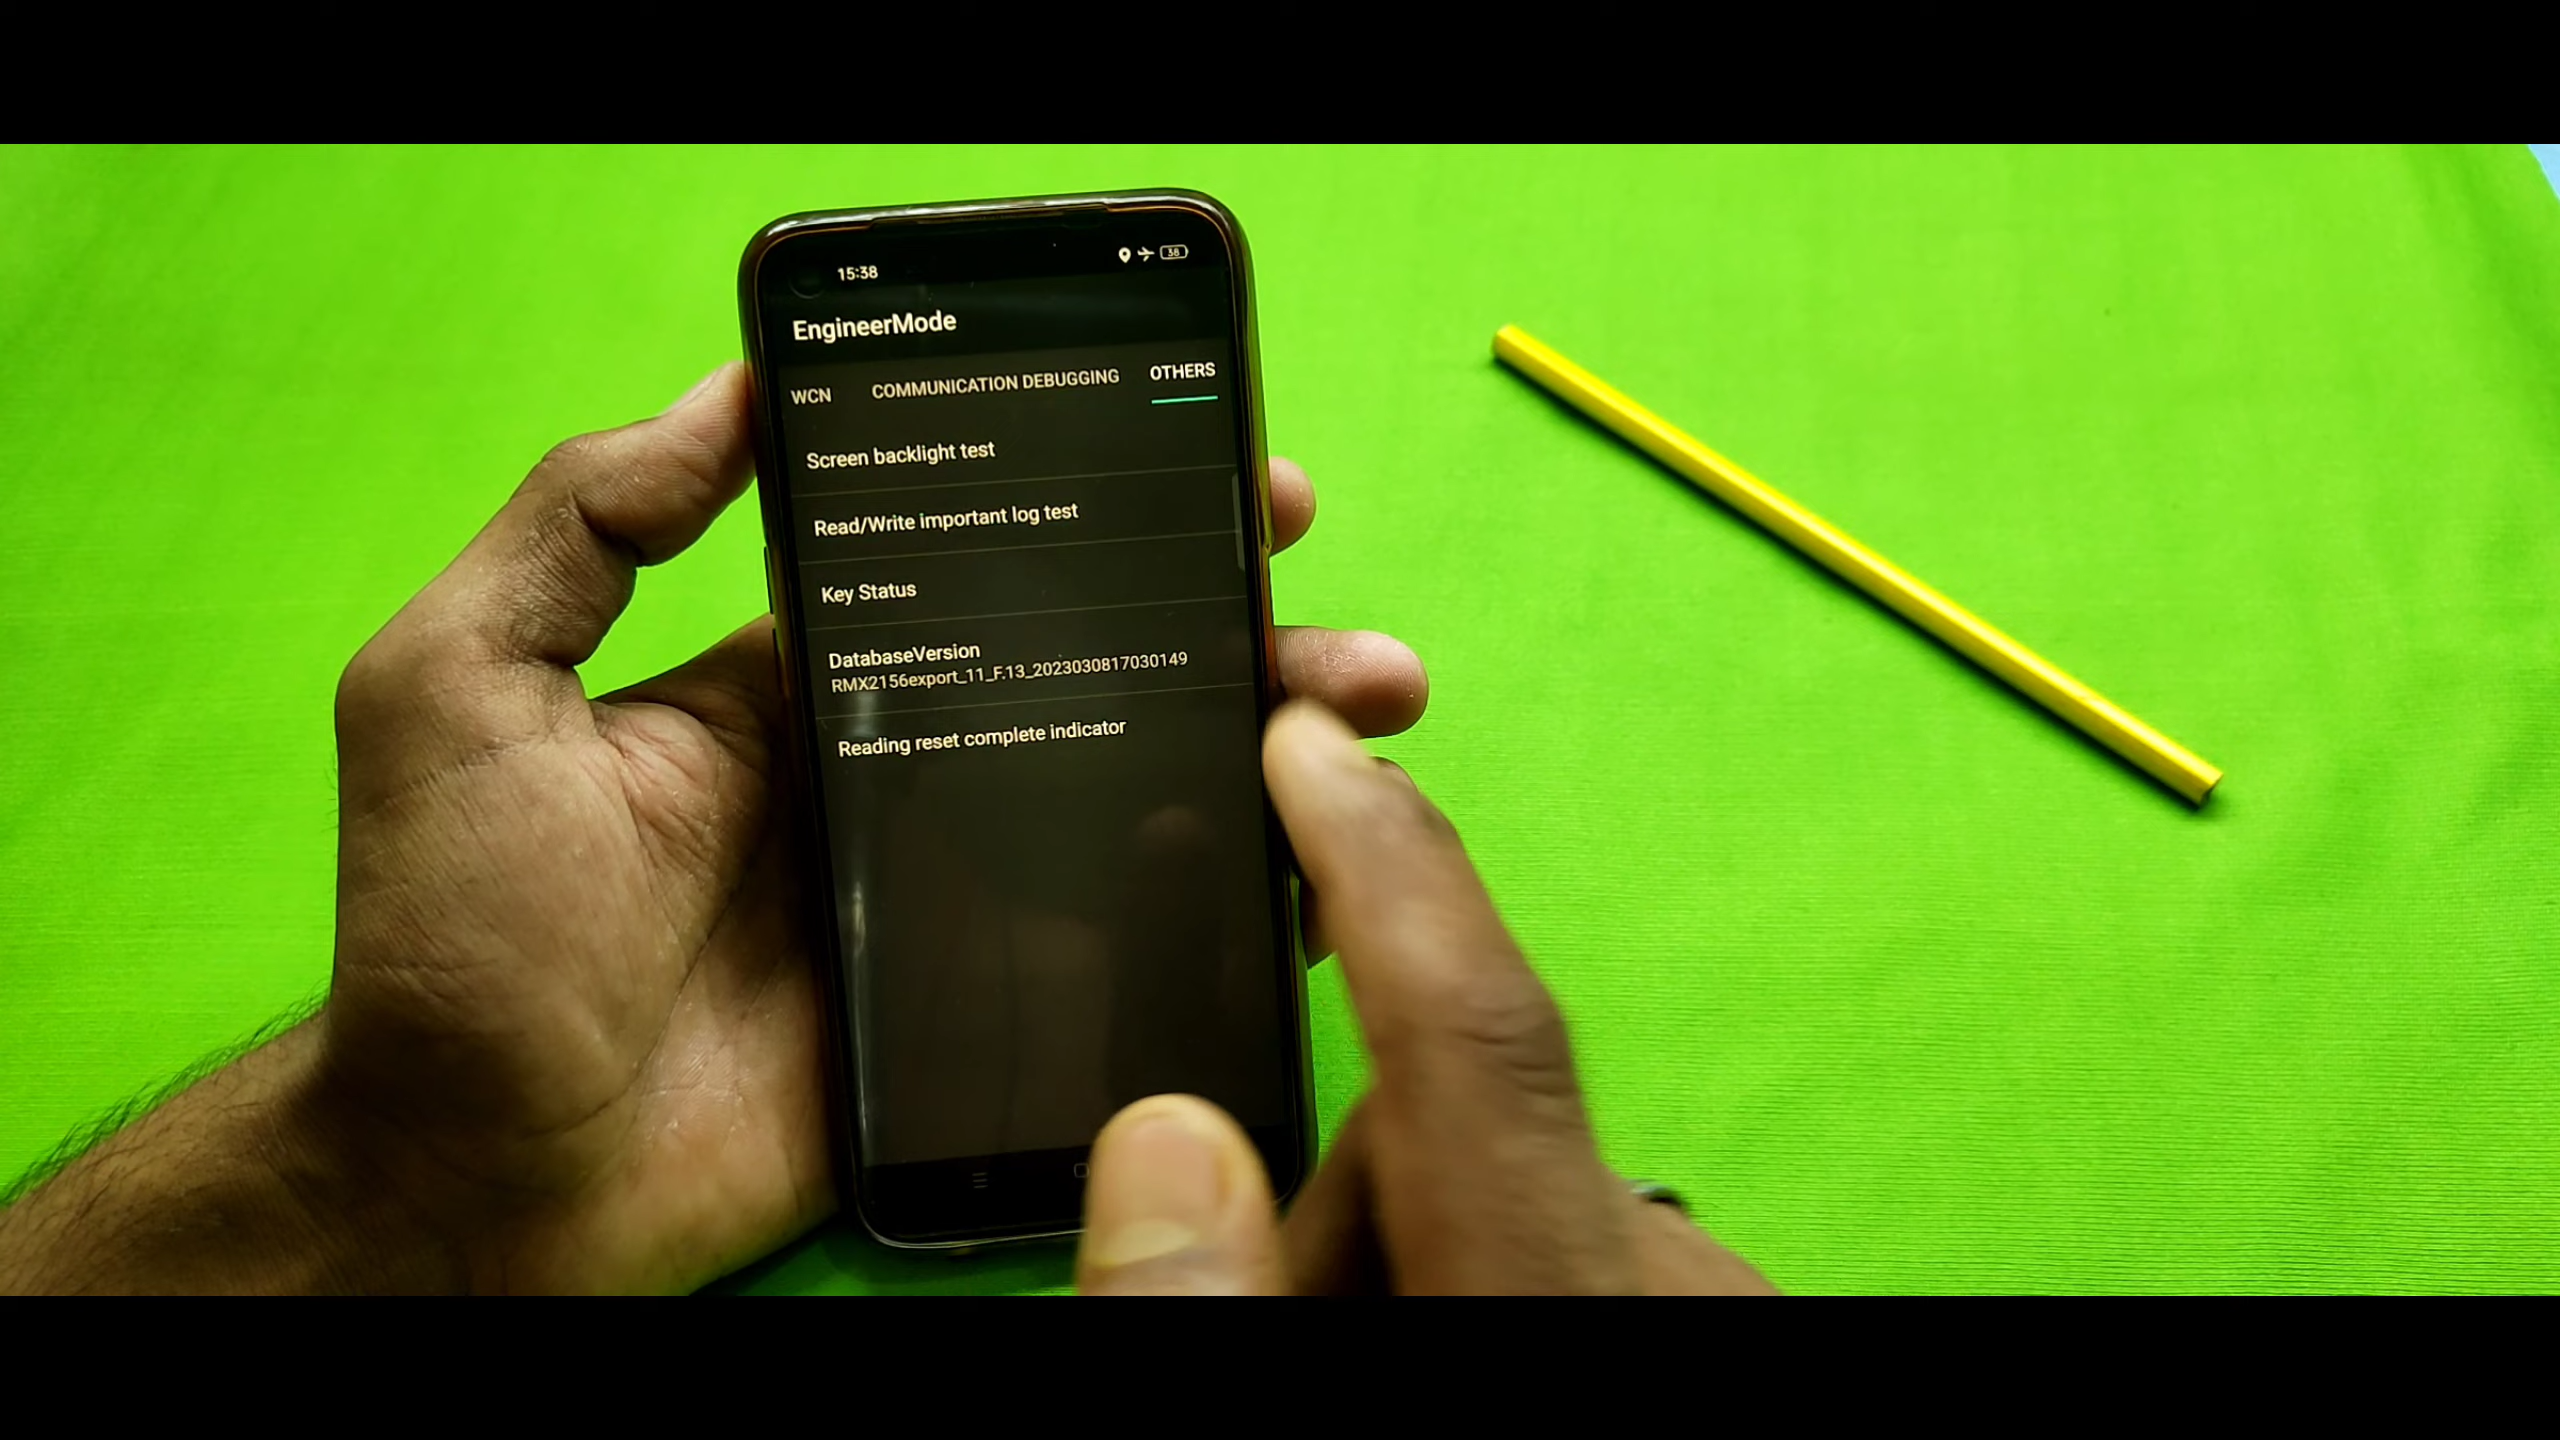 15:38
38
EngineerMode
WCN COMMUNICATION DEBUGGING OTHERS
Screen backlight test
Read/Write important log test
Key Status
DatabaseVersion
RMX2156export_11_F.13_2023030817030149
Reading reset complete indicator